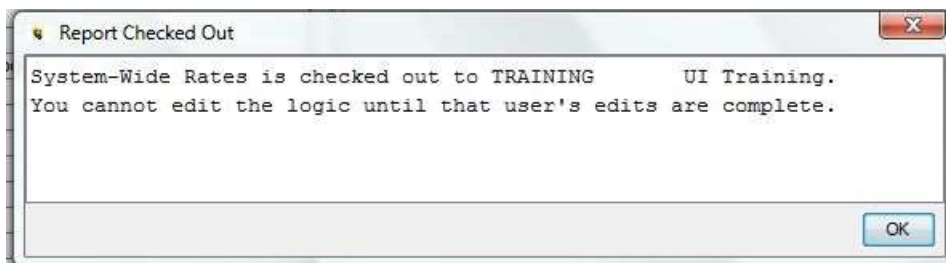 Report Checked Out
System-Wide Rates is checked out to TRAINING        UI Training.
You cannot edit the logic until that user's edits are complete.
OK